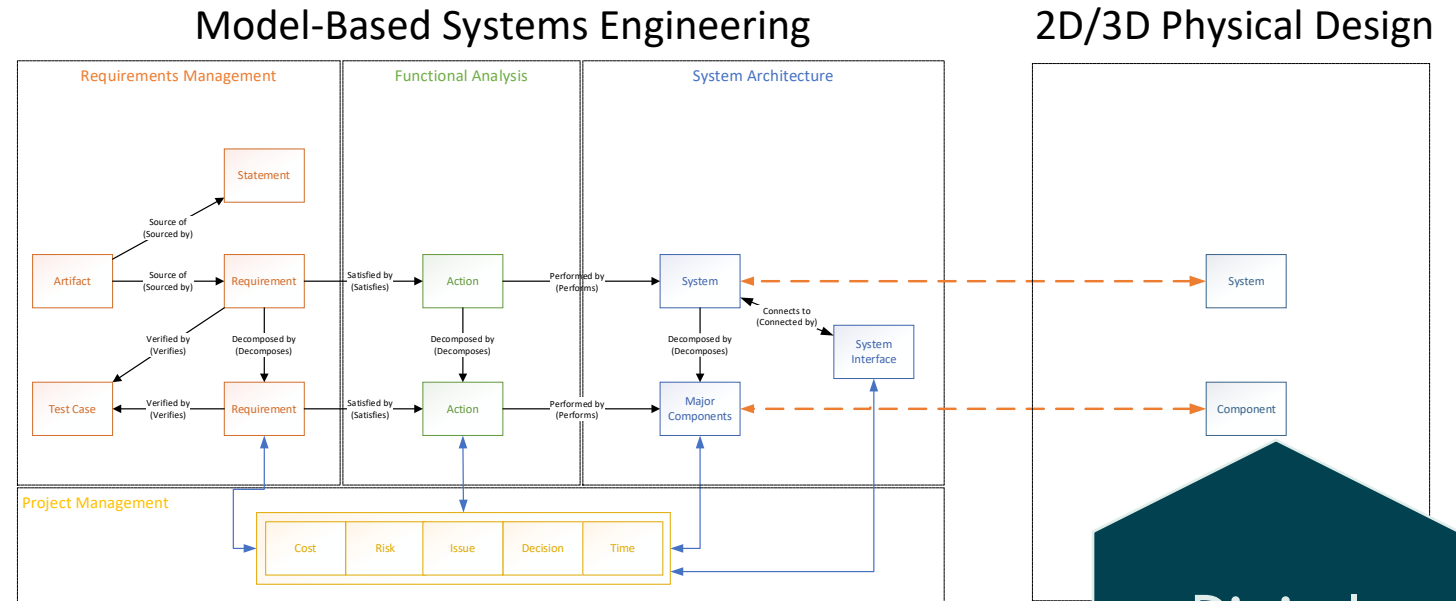 Model-Based Systems Engineering
2D/3D Physical Design
Requirements Management
Functional Analysis
System Architecture
Statement
Source of
(Sourced by)
Artifact
Source of
(Sourced by)
Requirement
Satisfied by
(Satisfies)
Action
Performed by
(Performs)
System
System
Connects to
(Connected by)
Verified by
(Verifies)
Decomposed by
(Decomposes)
Decomposed by
(Decomposes)
Decomposed by
(Decomposes)
System
Interface
Test Case
Verified by
(Verifies)
Requirement
Satisfied by
(Satisfies)
Action
Performed by
(Performs)
Major
Components
Component
Project Management
Cost
Risk
Issue
Decision
Time